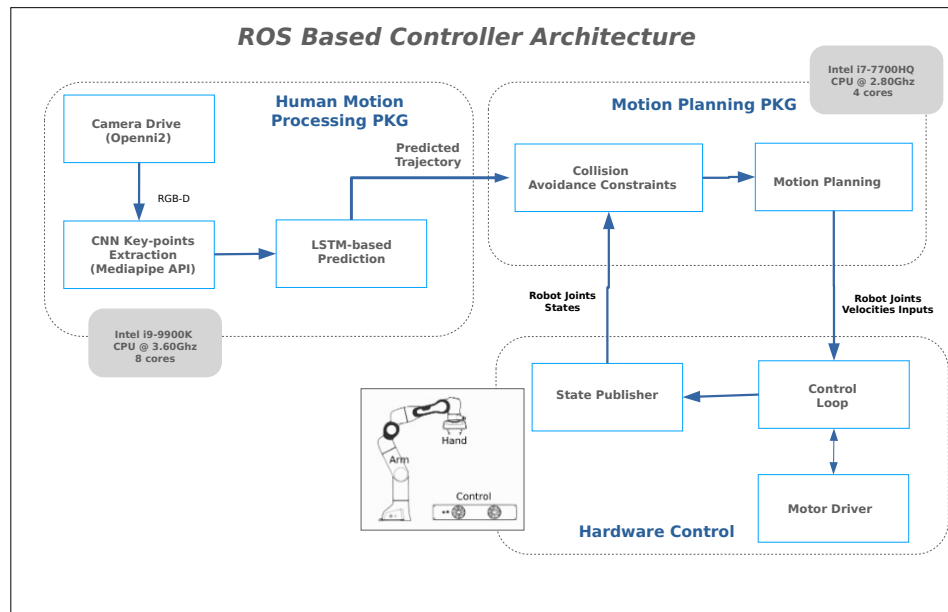 ROS Based Controller Architecture
Human Motion
Processing PKG
Camera Drive
(Openni2)
RGB-D
CNN Key-points
Extraction
(Mediapipe API)
LSTM-based
Prediction
Intel i9-9900K
CPU @ 3.60Ghz
8 cores
Predicted
Trajectory
Motion Planning PKG
Intel i7-7700HQ
CPU @ 2.80Ghz
4 cores
Collision
Avoidance Constraints
Motion Planning
Robot Joints
States
Robot Joints
Velocities Inputs
State Publisher
Control
Loop
Motor Driver
Hardware Control
Hand
Arm
Control